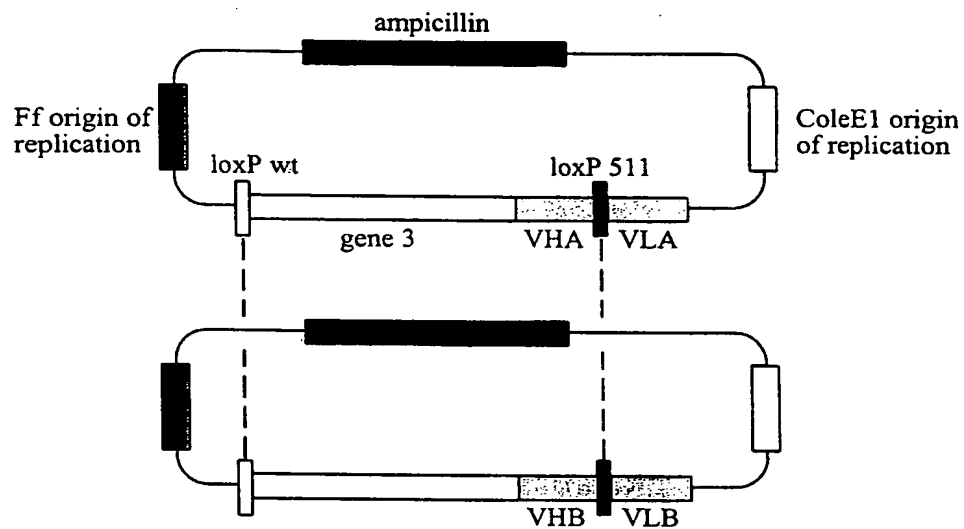 ampicillin
Ff origin of
replication
ColeE1 origin
of replication
loxP wt
loxP 511
gene 3
VHA
VLA
VHB
VLB